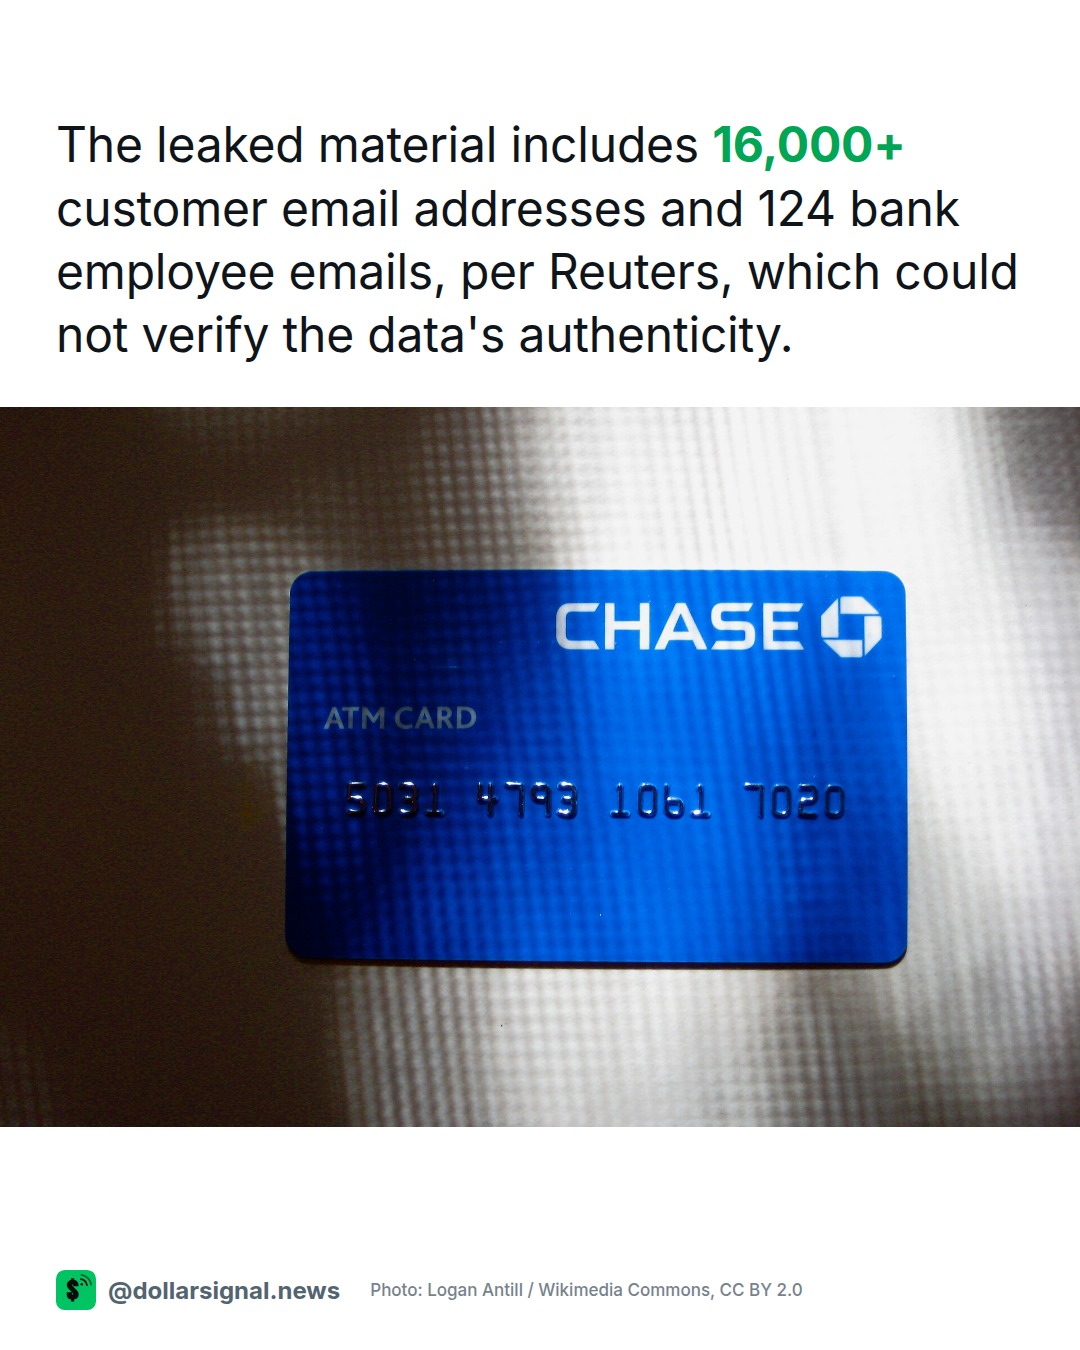 The leaked material includes 16,000+
customer email addresses and 124 bank
employee emails, per Reuters, which could
not verify the data's authenticity.
CHASE
ATM CARD
5031 4793 1061 7020
@dollarsignal.news
Photo: Logan Antill / Wikimedia Commons, CC BY 2.0